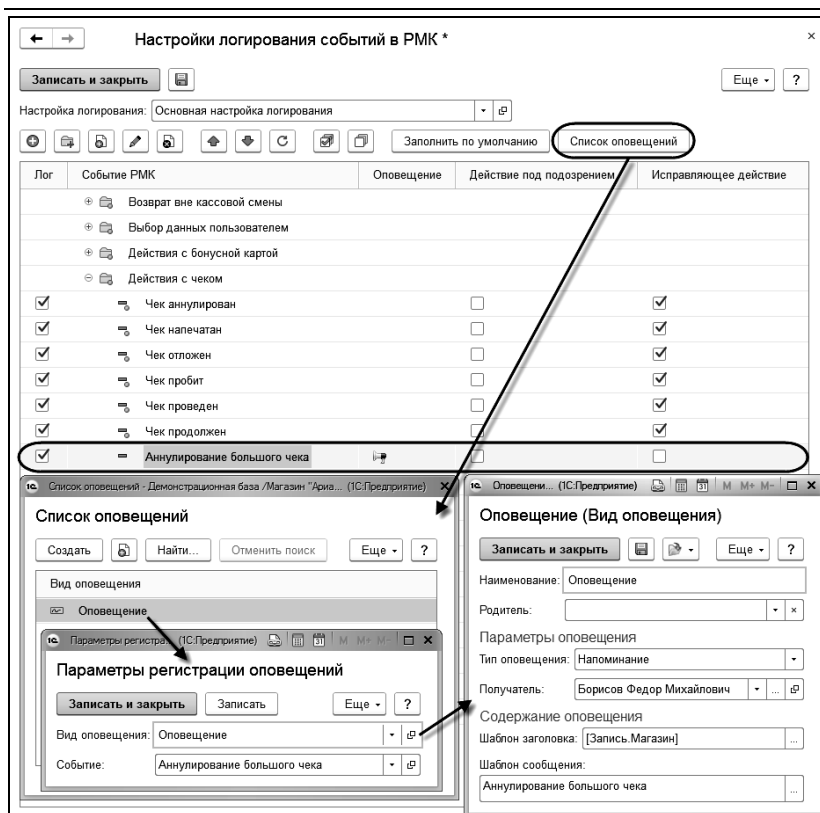 Настройки логирования событий в РМК *
×
Записать и закрыть
Еще
?
Настройка логирования: Основная настройка логирования
Заполнить по умолчанию
Список оповещений
Лог Событие РМК Оповещение Действие под подозрением Исправляющее действие
Возврат вне кассовой смены
Выбор данных пользователем
Действия с бонусной картой
Действия с чеком
Чек аннулирован
Чек напечатан
Чек отложен
Чек пробит
Чек проведен
Чек продолжен
Аннулирование большого чека
Список оповещений - Демонстрационная база /Магазин "Ариа... (1С:Предприятие)
Список оповещений
Создать Найти... Отменить поиск Еще ?
Вид оповещения
Оповещение
Параметры регистра... (1С:Предприятие) M M+ M-
Параметры регистрации оповещений
Записать и закрыть Записать Еще ?
Вид оповещения: Оповещение
Событие: Аннулирование большого чека
Оповещени... (1С:Предприятие) M M+ M-
Оповещение (Вид оповещения)
Записать и закрыть Еще ?
Наименование: Оповещение
Родитель:
Параметры оповещения
Тип оповещения: Напоминание
Получатель: Борисов Федор Михайлович ...
Содержание оповещения
Шаблон заголовка: [Запись.Магазин] ...
Шаблон сообщения:
Аннулирование большого чека ...